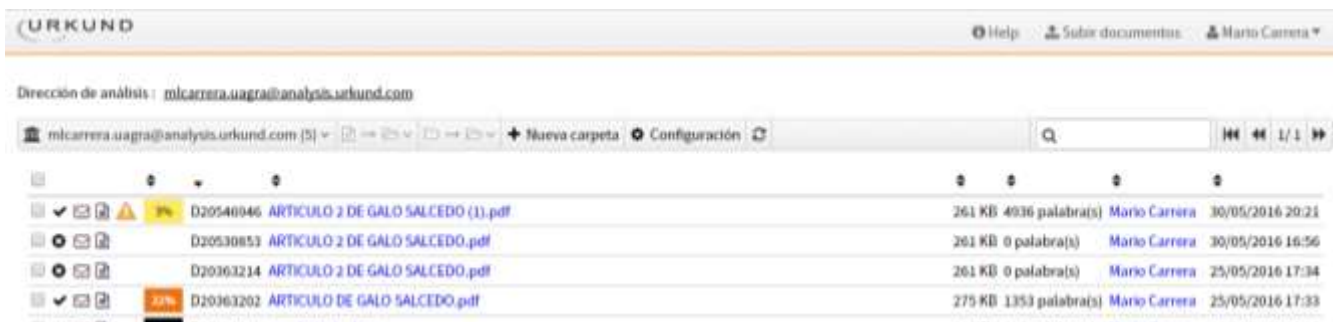 URKUND
Help Subir documentos Mario Carrera
Dirección de análisis : mlcarrera.uagra@analysis.urkund.com
mlcarrera.uagra@analysis.urkund.com (5) Nueva carpeta Configuración 1/1
3% D20546946 ARTICULO 2 DE GALO SALCEDO (1).pdf 261 KB 4936 palabra(s) Mario Carrera 30/05/2016 20:21
D20530853 ARTICULO 2 DE GALO SALCEDO.pdf 261 KB 0 palabra(s) Mario Carrera 30/05/2016 16:56
D20363214 ARTICULO 2 DE GALO SALCEDO.pdf 261 KB 0 palabra(s) Mario Carrera 25/05/2016 17:34
D20363202 ARTICULO DE GALO SALCEDO.pdf 275 KB 1353 palabra(s) Mario Carrera 25/05/2016 17:33